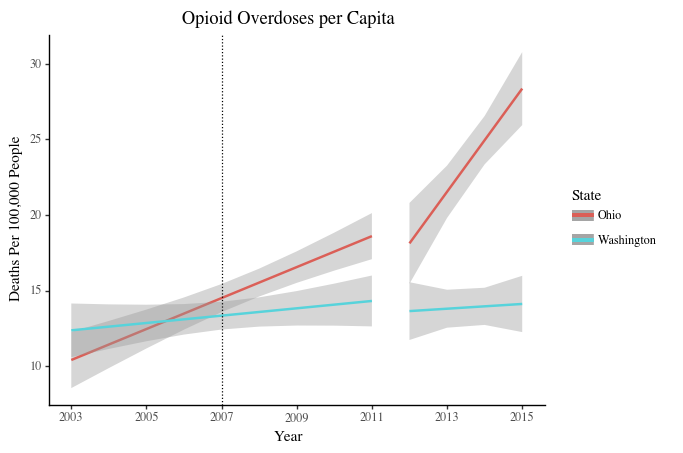 Opioid Overdoses per Capita
Deaths Per 100,000 People
30
25
20
15
10
2003
2005
2007
2009
2011
2013
2015
Year
State
Ohio
Washington